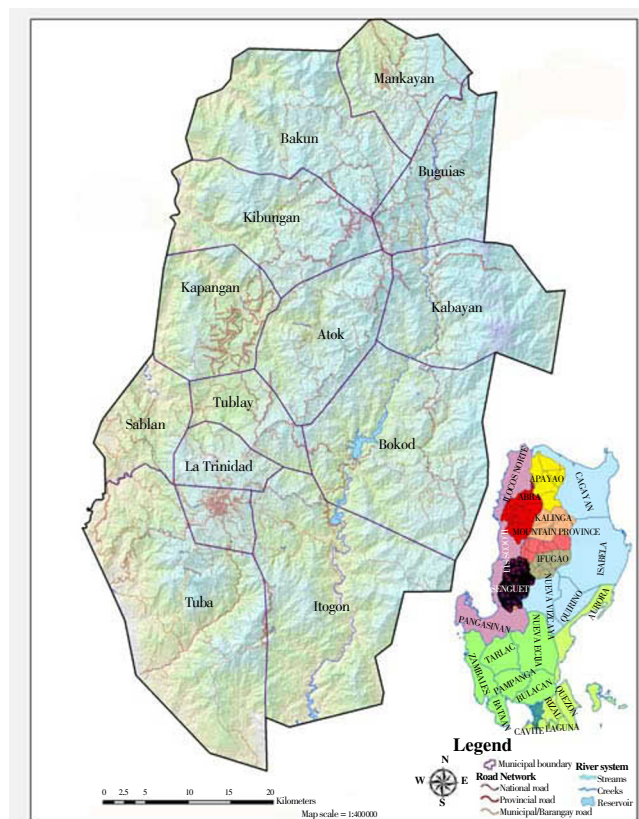 Mankayan
Bakun
Buguias
Kibungan
Kapangan
Kabayan
Atok
Tublay
Sablan
Bokod
La Trinidad
Tuba
Itogon
ILOCOS NORTE
APAYAO
CAGAYAN
ABRA
KALINGA
MOUNTAIN PROVINCE
IFUGAO
ISABELA
SENGUET
NUEVA VIZCAYA
QUIRINO
AURORA
PANGASINAN
NUEVA ECIJA
TARLAC
ZAMBALES
PAMPANGA
BULACAN
BATAAN
RIZAL
QUEZON
CAVITE
LAGUNA
Legend
N
W E
S
Municipal boundary
Road Network
National road
Provincial road
Municipal/Barangay road
River system
Streams
Creeks
Reservoir
0 2.5 5 10 15 20
Kilometers
Map scale = 1:400000